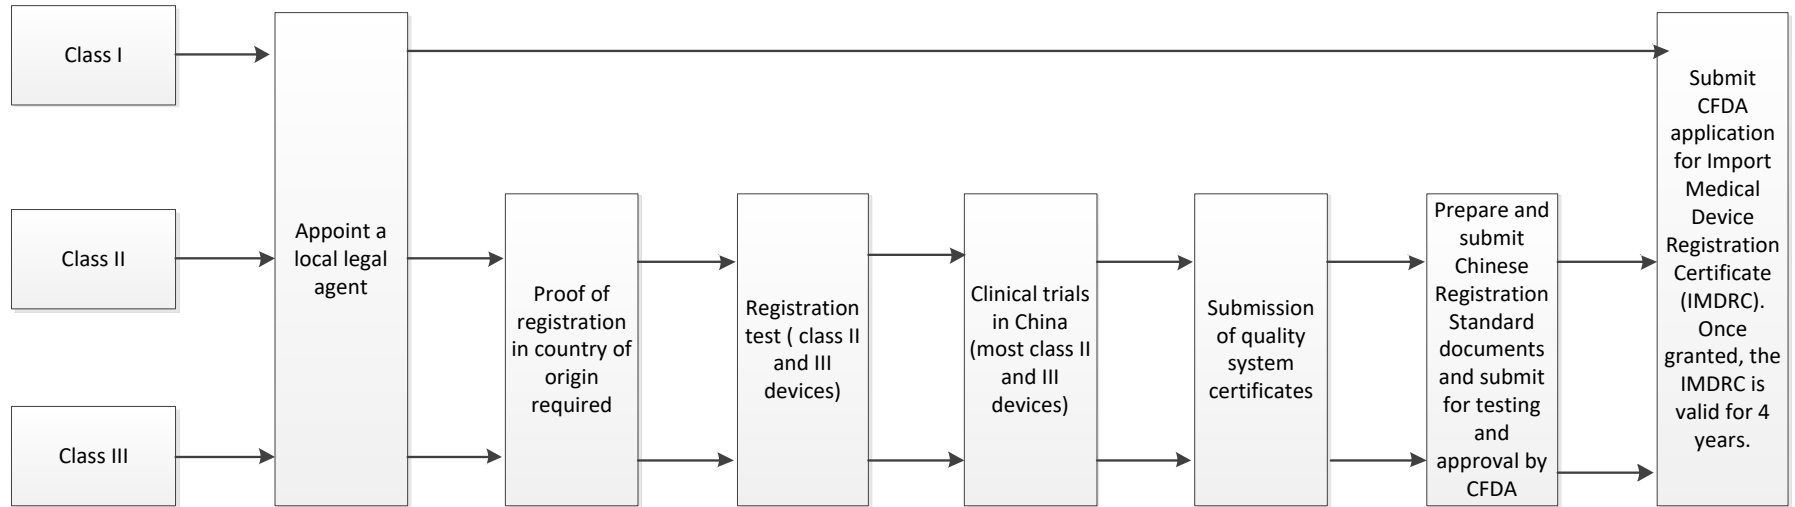 Class I
Class II
Class III
Appoint a
local legal
agent
Proof of
registration
in country of
origin
required
Registration
test ( class II
and III
devices)
Clinical trials
in China
(most class II
and III
devices)
Submission
of quality
system
certificates
Prepare and
submit
Chinese
Registration
Standard
documents
and submit
for testing
and
approval by
CFDA
Submit
CFDA
application
for Import
Medical
Device
Registration
Certificate
(IMDRC).
Once
granted, the
IMDRC is
valid for 4
years.